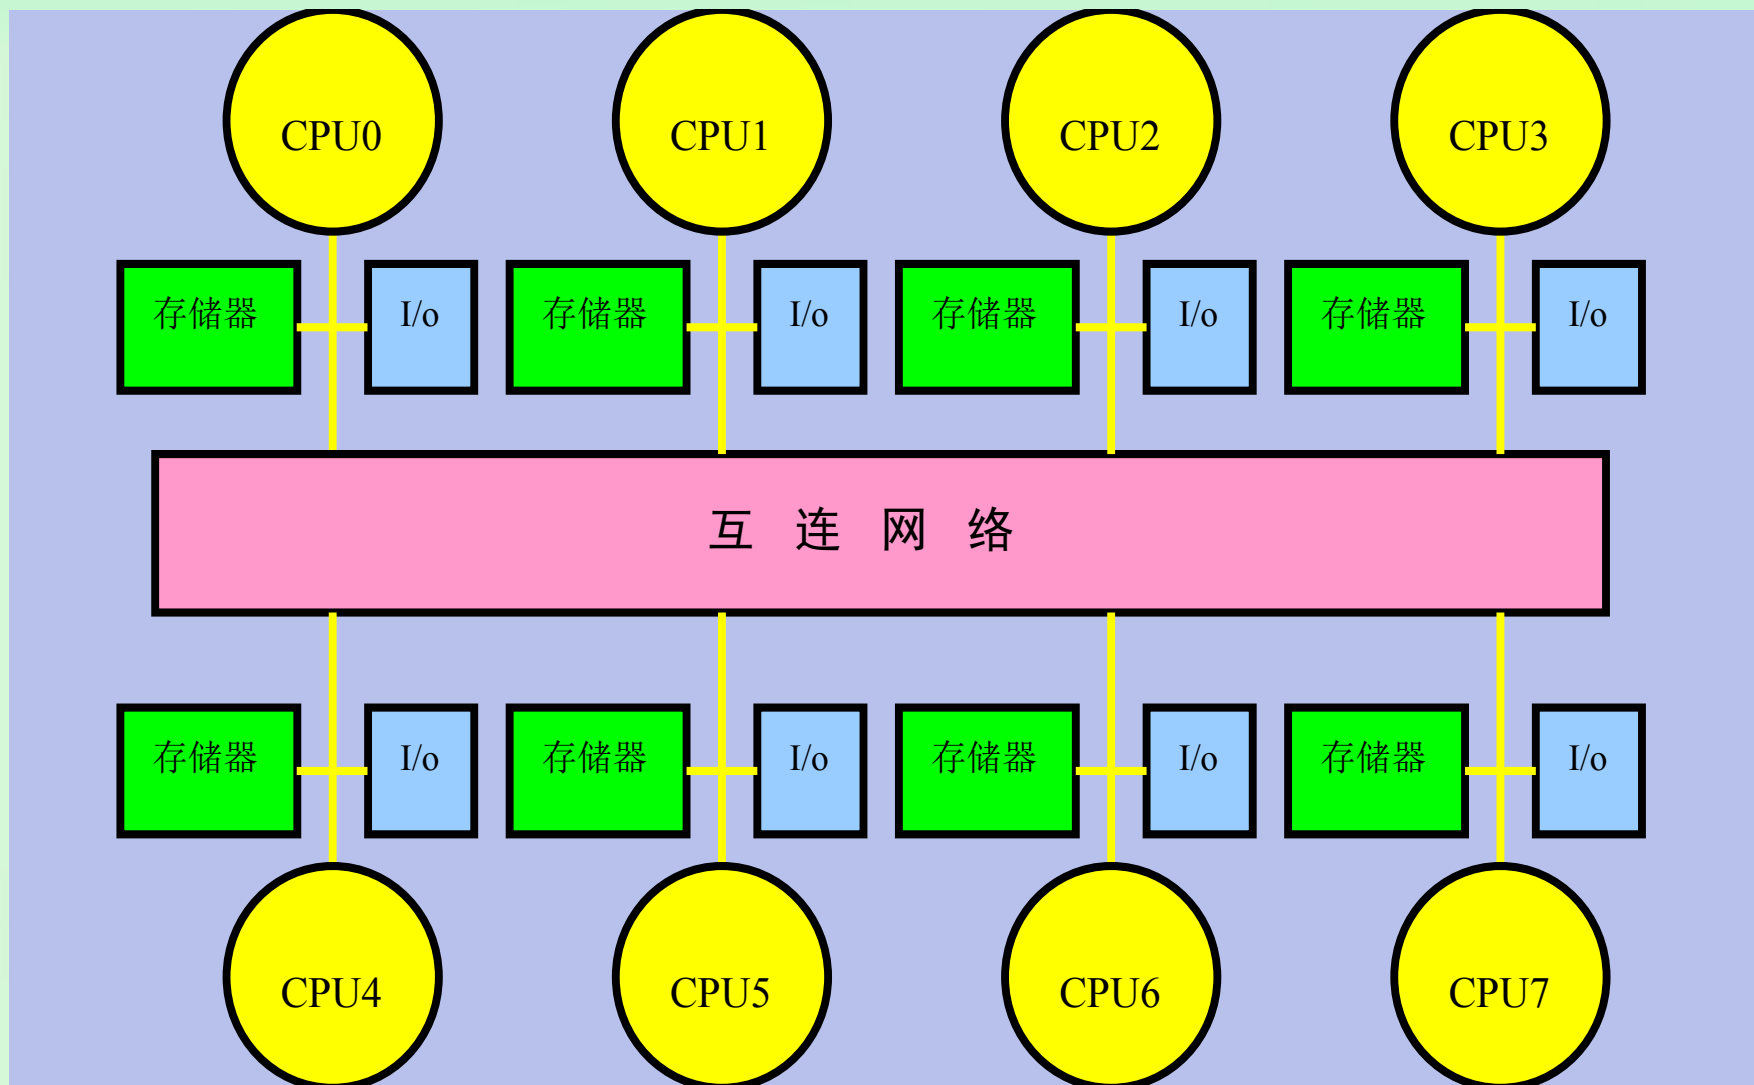 CPU0 CPU1 CPU2 CPU3
存储器 I/o 存储器 I/o 存储器 I/o 存储器 I/o
互 连 网 络
存储器 I/o 存储器 I/o 存储器 I/o 存储器 I/o
CPU4 CPU5 CPU6 CPU7